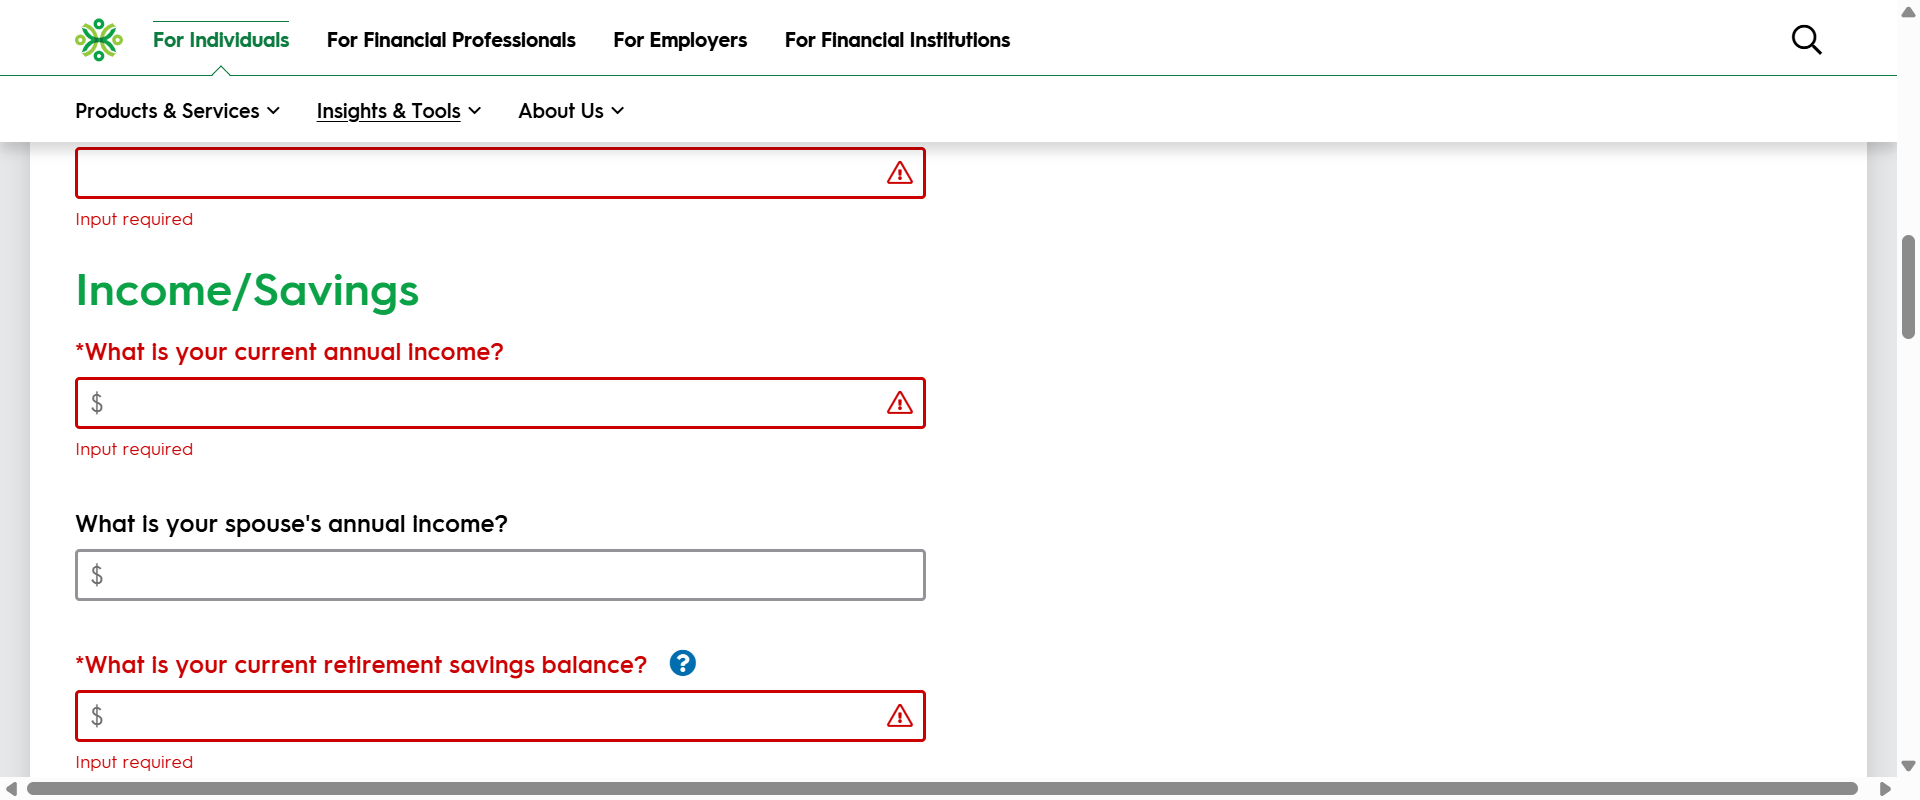 For Individuals For Financial Professionals For Employers For Financial Institutions
Products & Services Insights & Tools About Us
Input required
Income/Savings
*What is your current annual income?
$
Input required
What is your spouse's annual income?
$
*What is your current retirement savings balance? ?
$
Input required